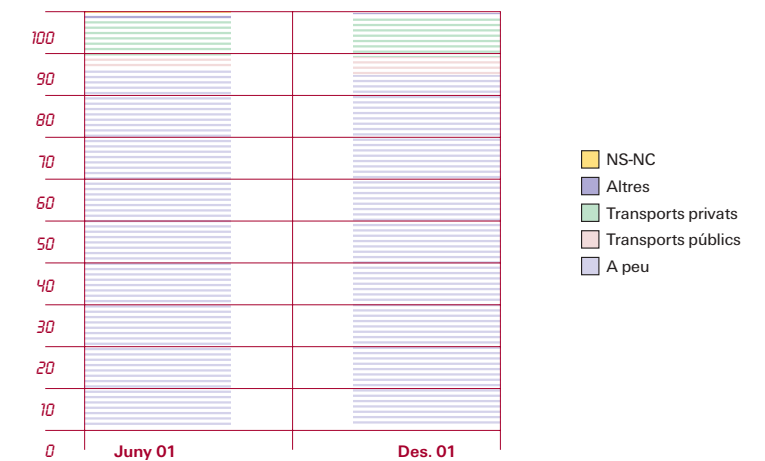 100
90
80
70
60
50
40
30
20
10
0
Juny 01
Des. 01
NS-NC
Altres
Transports privats
Transports públics
A peu